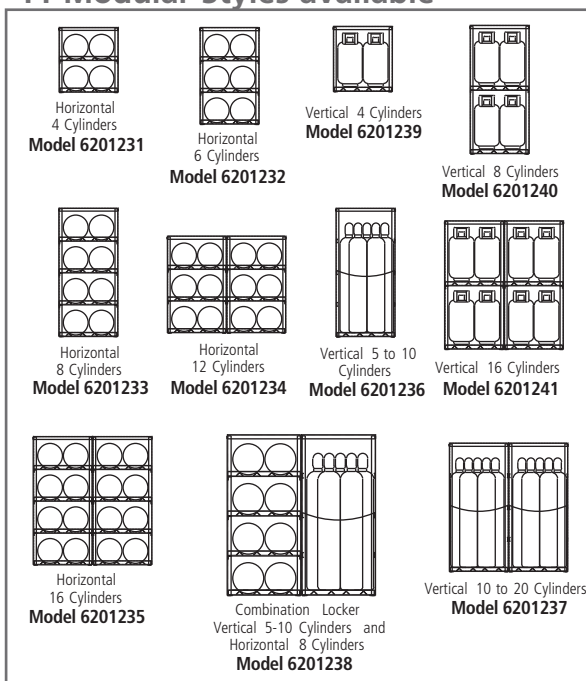 11 Modular Styles available
Horizontal
4 Cylinders
Model 6201231
Horizontal
6 Cylinders
Model 6201232
Vertical 4 Cylinders
Model 6201239
Vertical 8 Cylinders
Model 6201240
Horizontal
8 Cylinders
Model 6201233
Horizontal
12 Cylinders
Model 6201234
Vertical 5 to 10
Cylinders
Model 6201236
Vertical 16 Cylinders
Model 6201241
Horizontal
16 Cylinders
Model 6201235
Combination Locker
Vertical 5-10 Cylinders and
Horizontal 8 Cylinders
Model 6201238
Vertical 10 to 20 Cylinders
Model 6201237